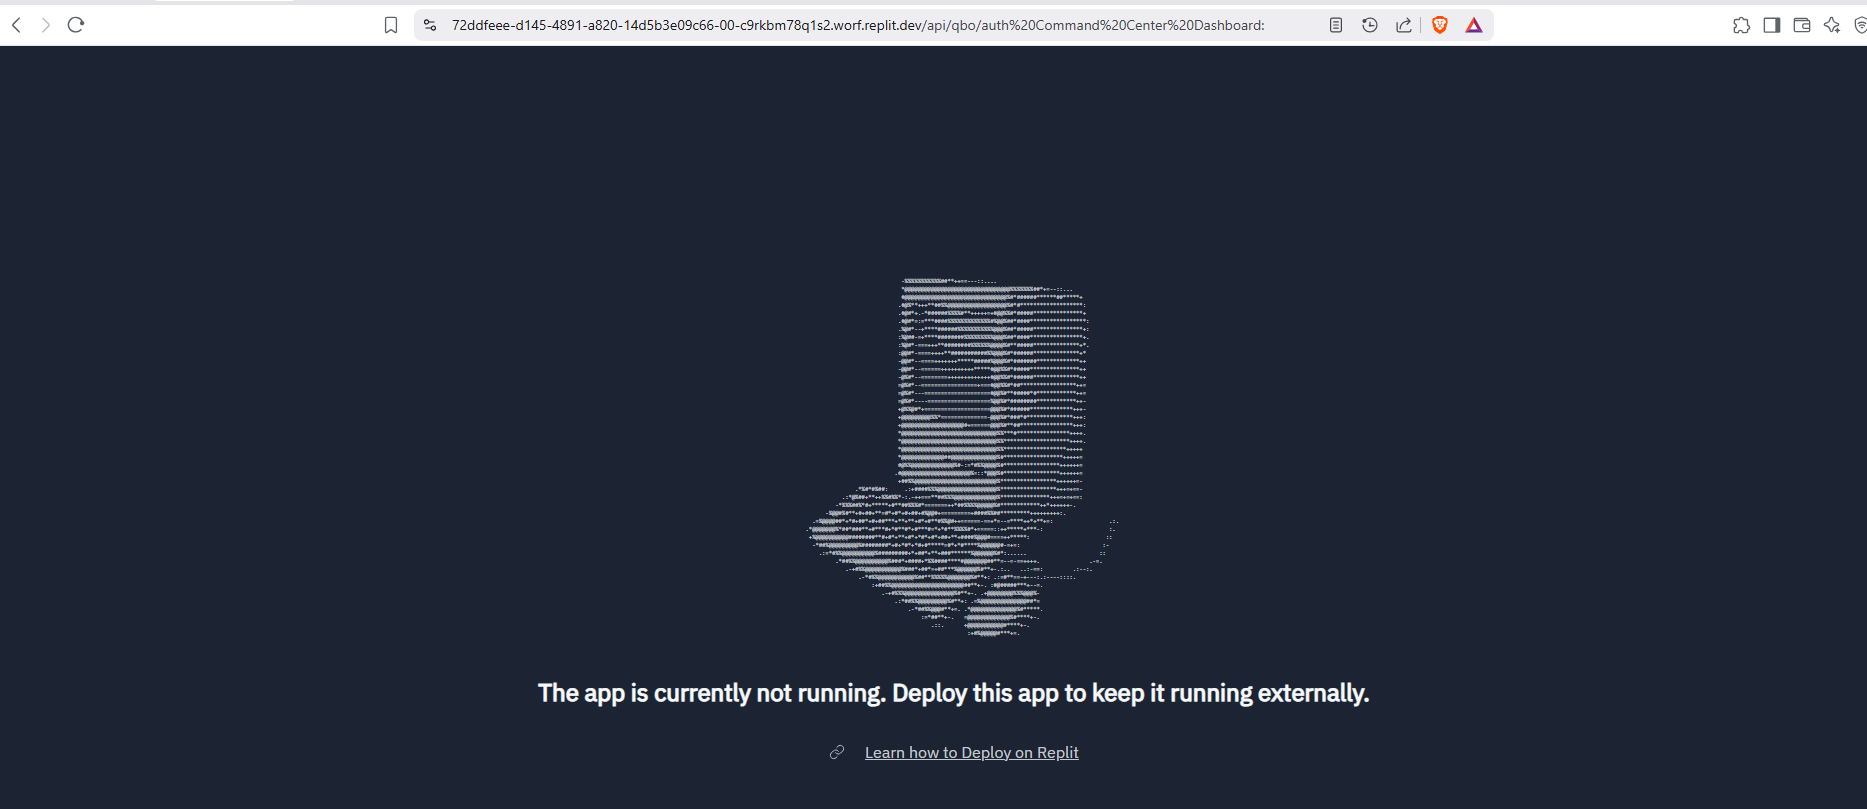 72ddfeee-d145-4891-a820-14d5b3e09c66-00-c9rkbm78q1s2.worf.replit.dev/api/qbo/auth%20Command%20Center%20Dashboard:
The app is currently not running. Deploy this app to keep it running externally.
Learn how to Deploy on Replit